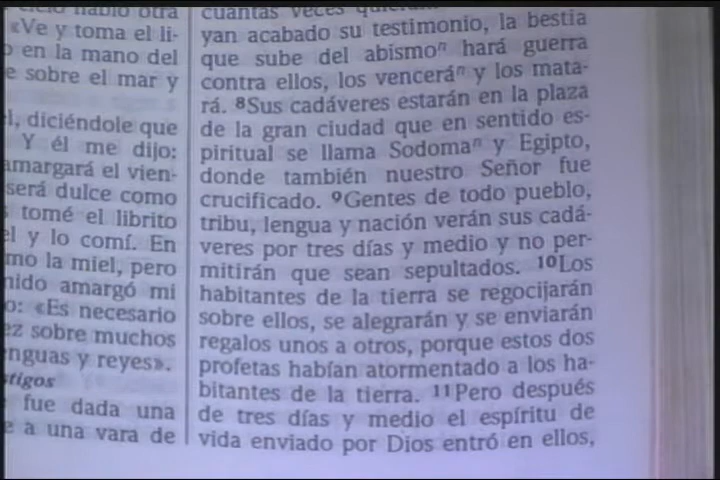 «Ve y toma el li-
en la mano del
sobre el mar y
diciéndole que
Y él me dijo:
amargará el vien-
será dulce como
tomé el librito
y lo comí. En
la miel, pero
amargó mi
«Es necesario
sobre muchos
y reyes».
fue dada una
a una vara de
cuantas veces
yan acabado su testimonio, la bestia
que sube del abismoⁿ hará guerra
contra ellos, los venceráⁿ y los mata-
rá. ⁸Sus cadáveres estarán en la plaza
de la gran ciudad que en sentido es-
piritual se llama Sodomaⁿ y Egipto,
donde también nuestro Señor fue
crucificado. ⁹Gentes de todo pueblo,
tribu, lengua y nación verán sus cadá-
veres por tres días y medio y no per-
mitirán que sean sepultados. ¹⁰Los
habitantes de la tierra se regocijarán
sobre ellos, se alegrarán y se enviarán
regalos unos a otros, porque estos dos
profetas habían atormentado a los ha-
bitantes de la tierra. ¹¹Pero después
de tres días y medio el espíritu de
vida enviado por Dios entró en ellos,